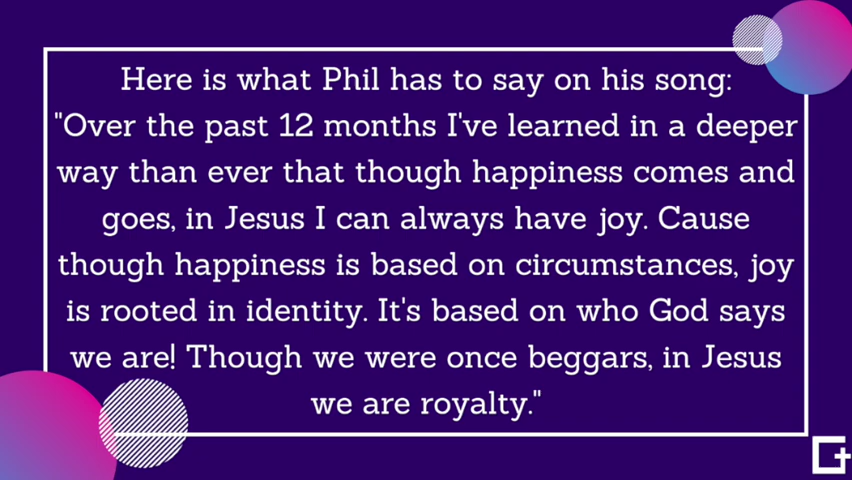 Here is what Phil has to say on his song:
"Over the past 12 months I've learned in a deeper
way than ever that though happiness comes and
goes, in Jesus I can always have joy. Cause
though happiness is based on circumstances, joy
is rooted in identity. It's based on who God says
we are! Though we were once beggars, in Jesus
we are royalty."